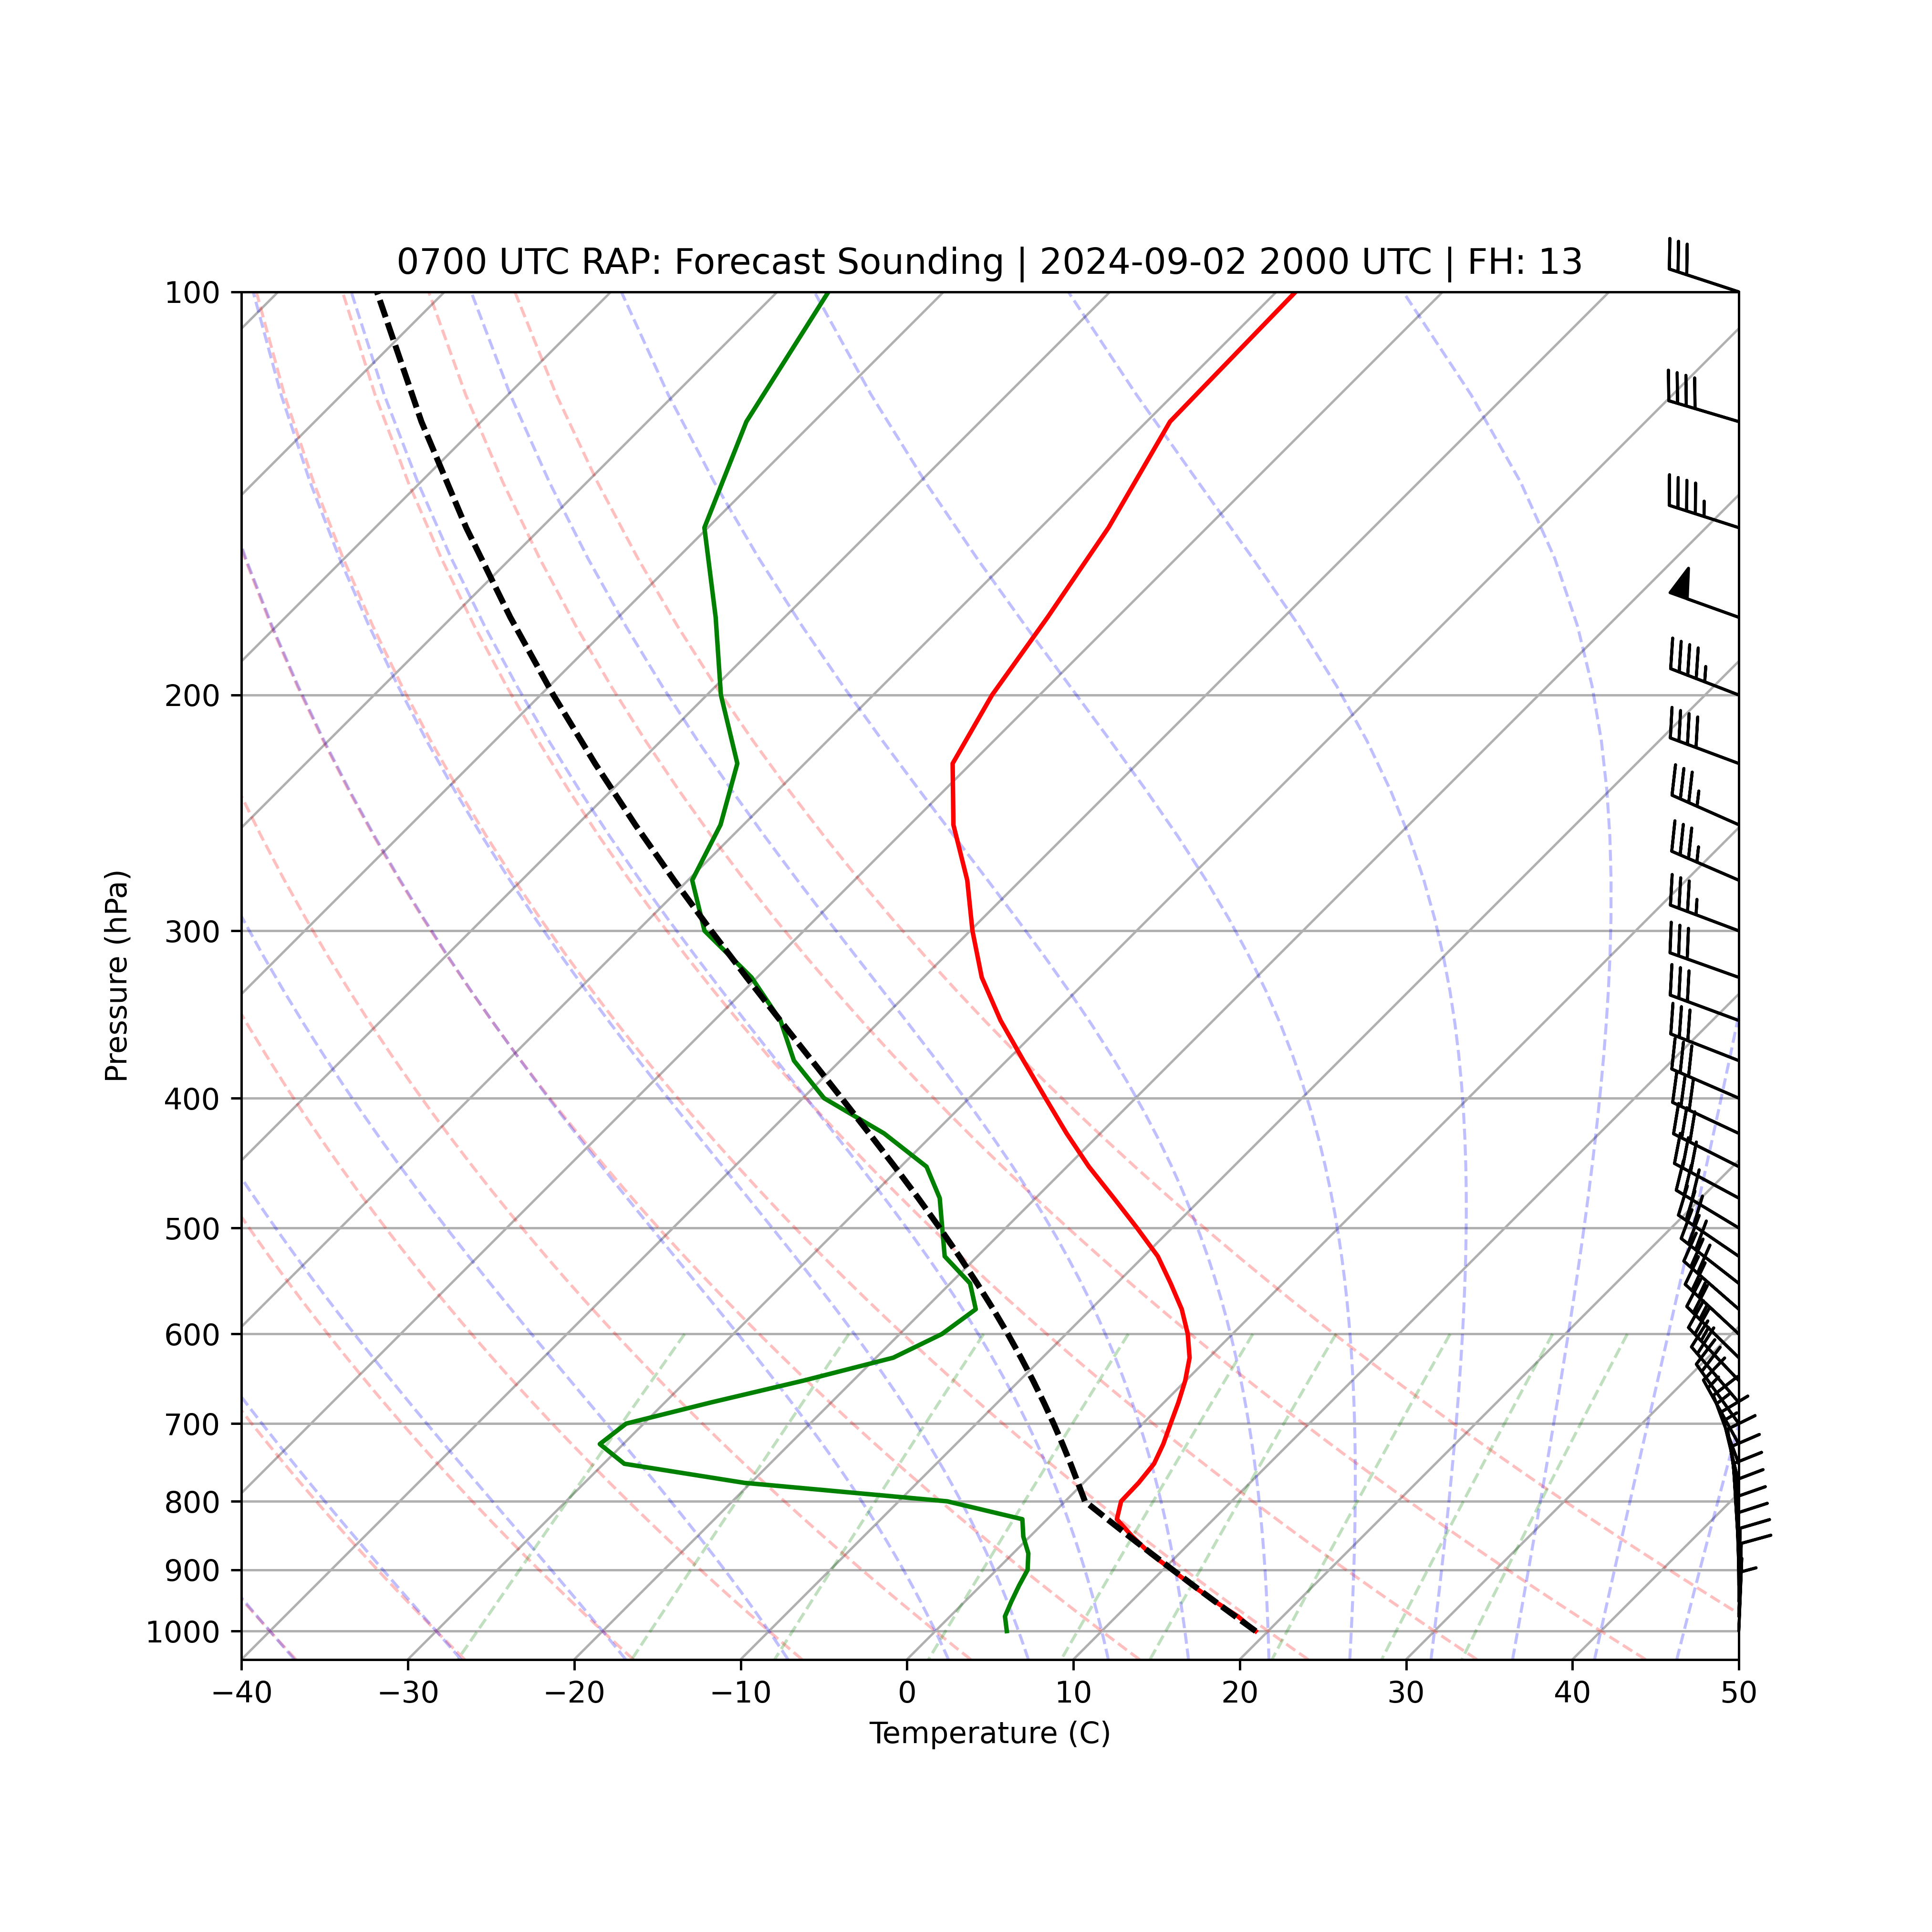 0700 UTC RAP: Forecast Sounding | 2024-09-02 2000 UTC | FH: 13
100
200
300
400
500
600
700
800
900
1000
Pressure (hPa)
−40 −30 −20 −10 0 10 20 30 40 50
Temperature (C)